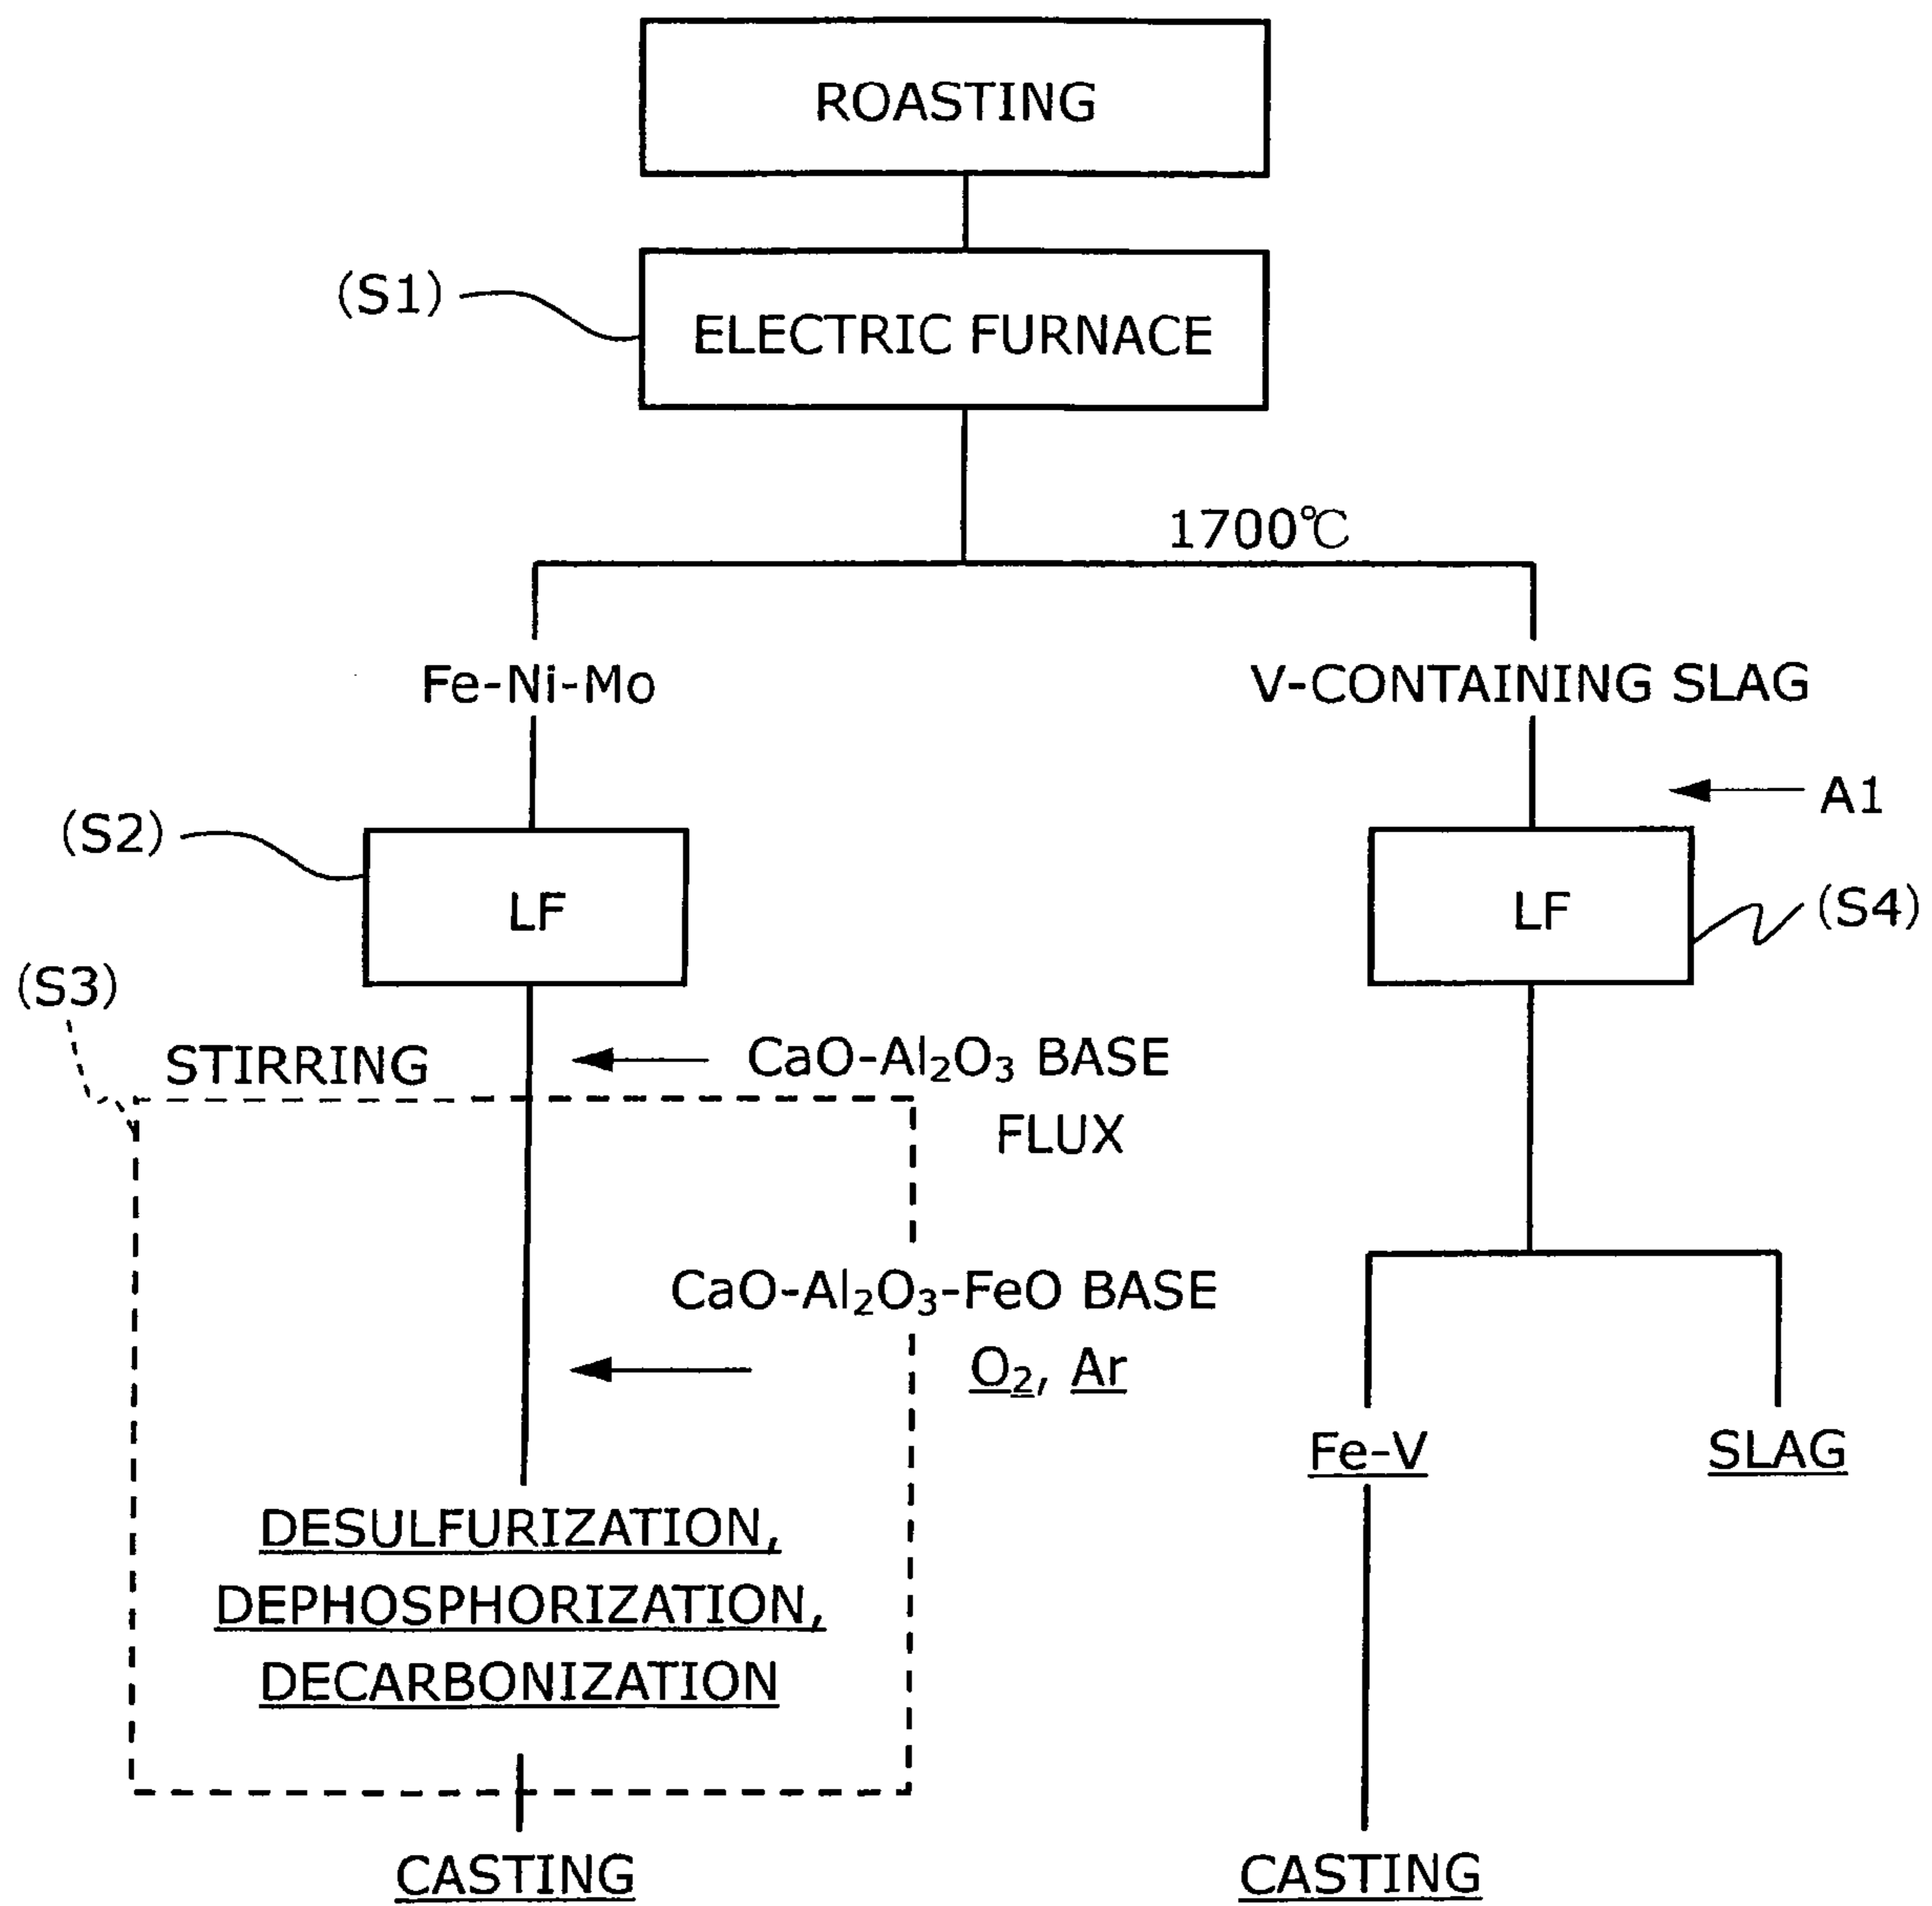 ROASTING
(S1)
ELECTRIC FURNACE
1700℃
Fe-Ni-Mo
V-CONTAINING SLAG
A1
(S2)
LF
LF
(S4)
(S3)
STIRRING
CaO-Al₂O₃ BASE
FLUX
CaO-Al₂O₃-FeO BASE
O₂, Ar
Fe-V
SLAG
DESULFURIZATION,
DEPHOSPHORIZATION,
DECARBONIZATION
CASTING
CASTING